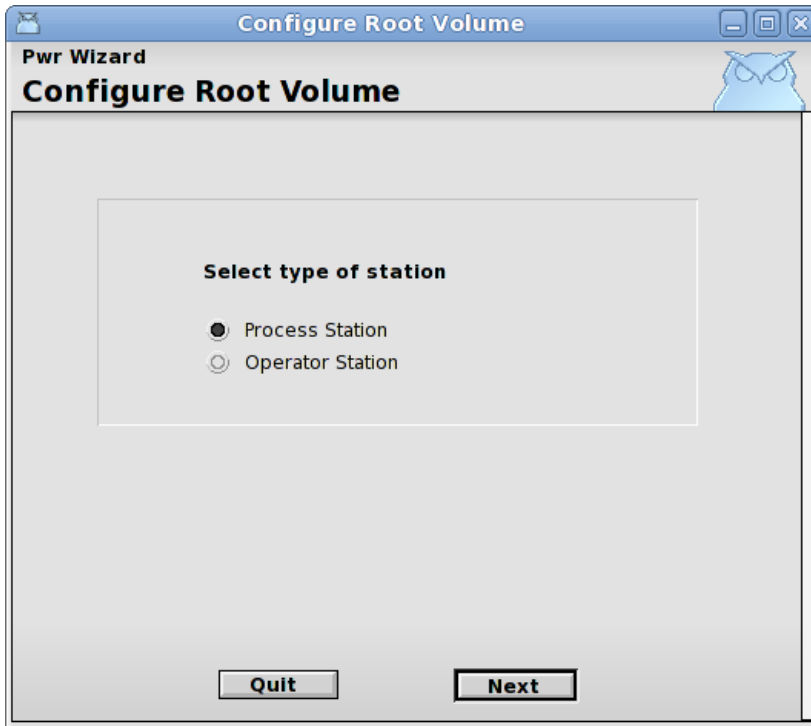 Configure Root Volume
Pwr Wizard
Configure Root Volume
Select type of station
Process Station
Operator Station
Quit
Next